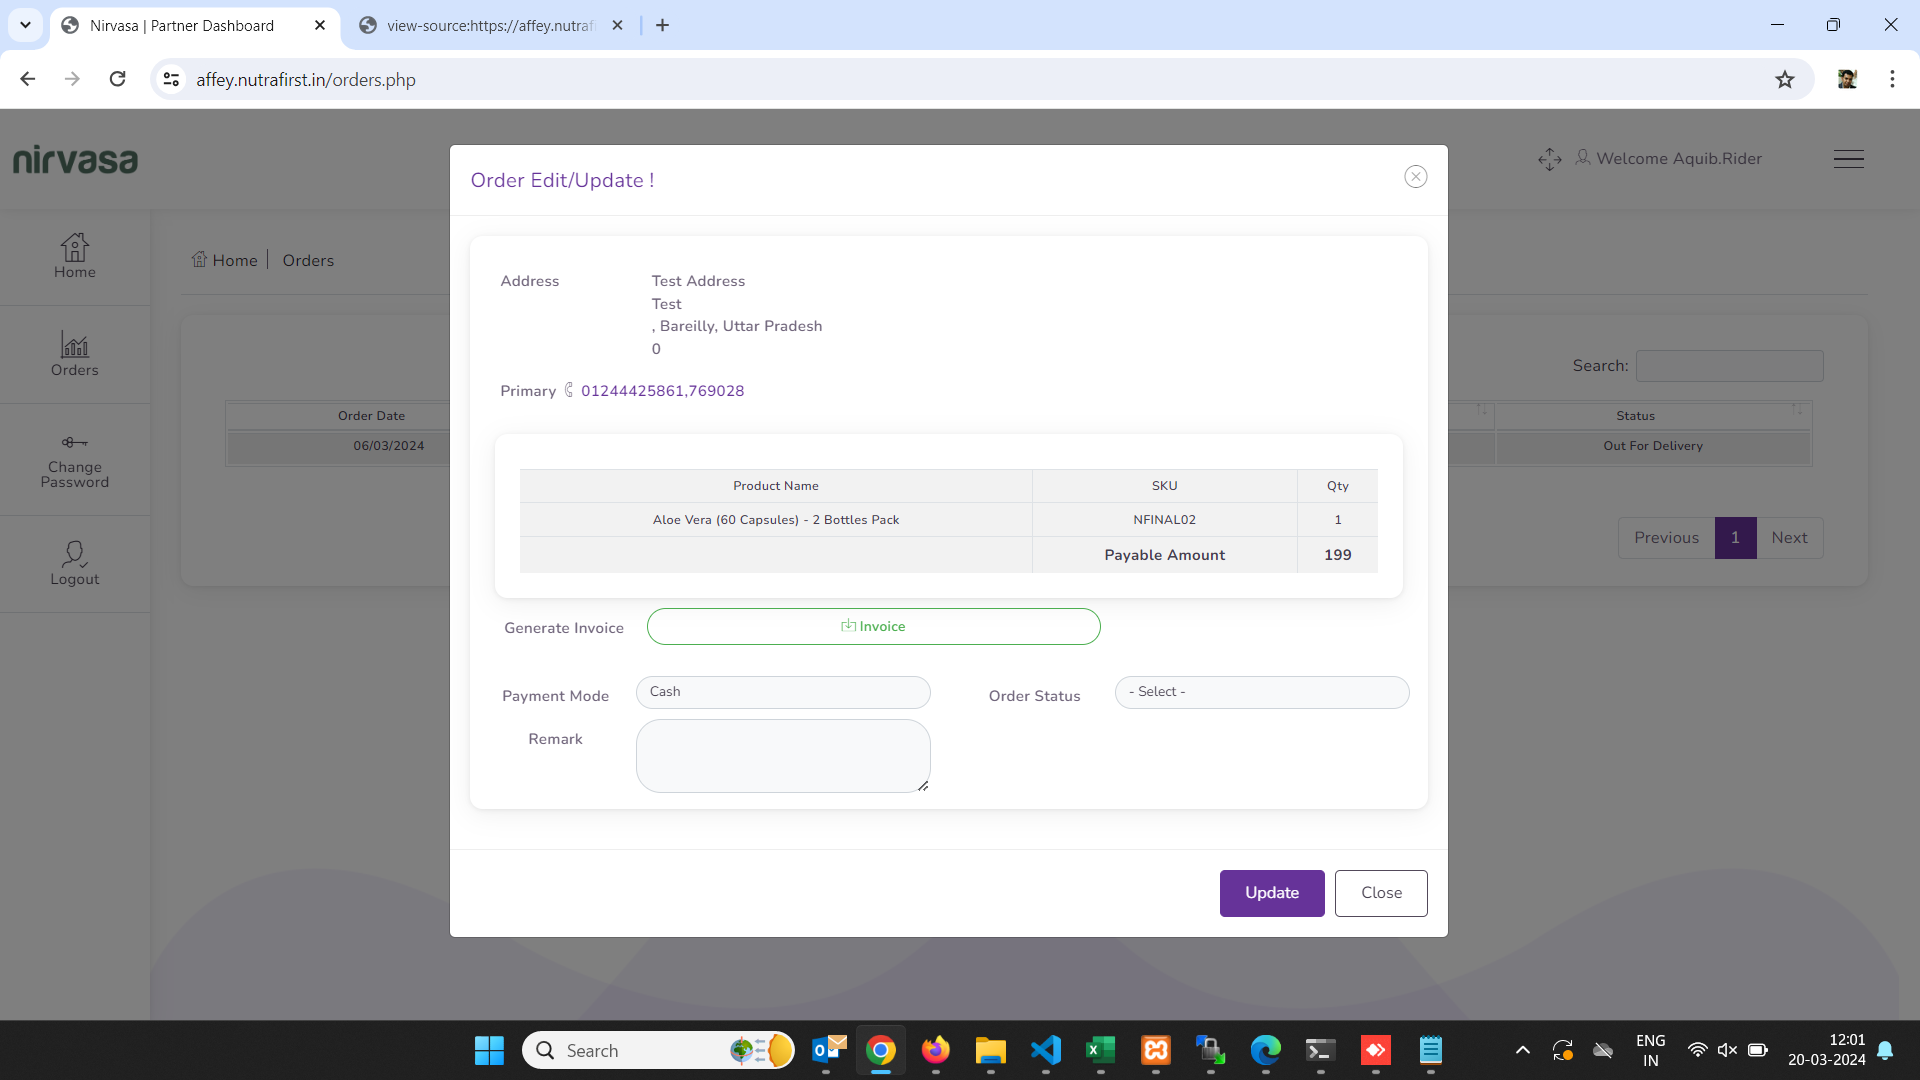 Nirvasa | Partner Dashboard
view-source:https://affey.nutrafi
affey.nutrafirst.in/orders.php
nirvasa
Welcome Aquib.Rider
Home
Orders
Change
Password
Logout
Home
Orders
Search:
Order Date
Status
06/03/2024
Out For Delivery
Previous
1
Next
Order Edit/Update !
Address
Test Address
Test
, Bareilly, Uttar Pradesh
0
Primary
01244425861,769028
Product Name
SKU
Qty
Aloe Vera (60 Capsules) - 2 Bottles Pack
NFINAL02
1
Payable Amount
199
Generate Invoice
Invoice
Payment Mode
Cash
Order Status
- Select -
Remark
Update
Close
Search
ENG
IN
12:01
20-03-2024